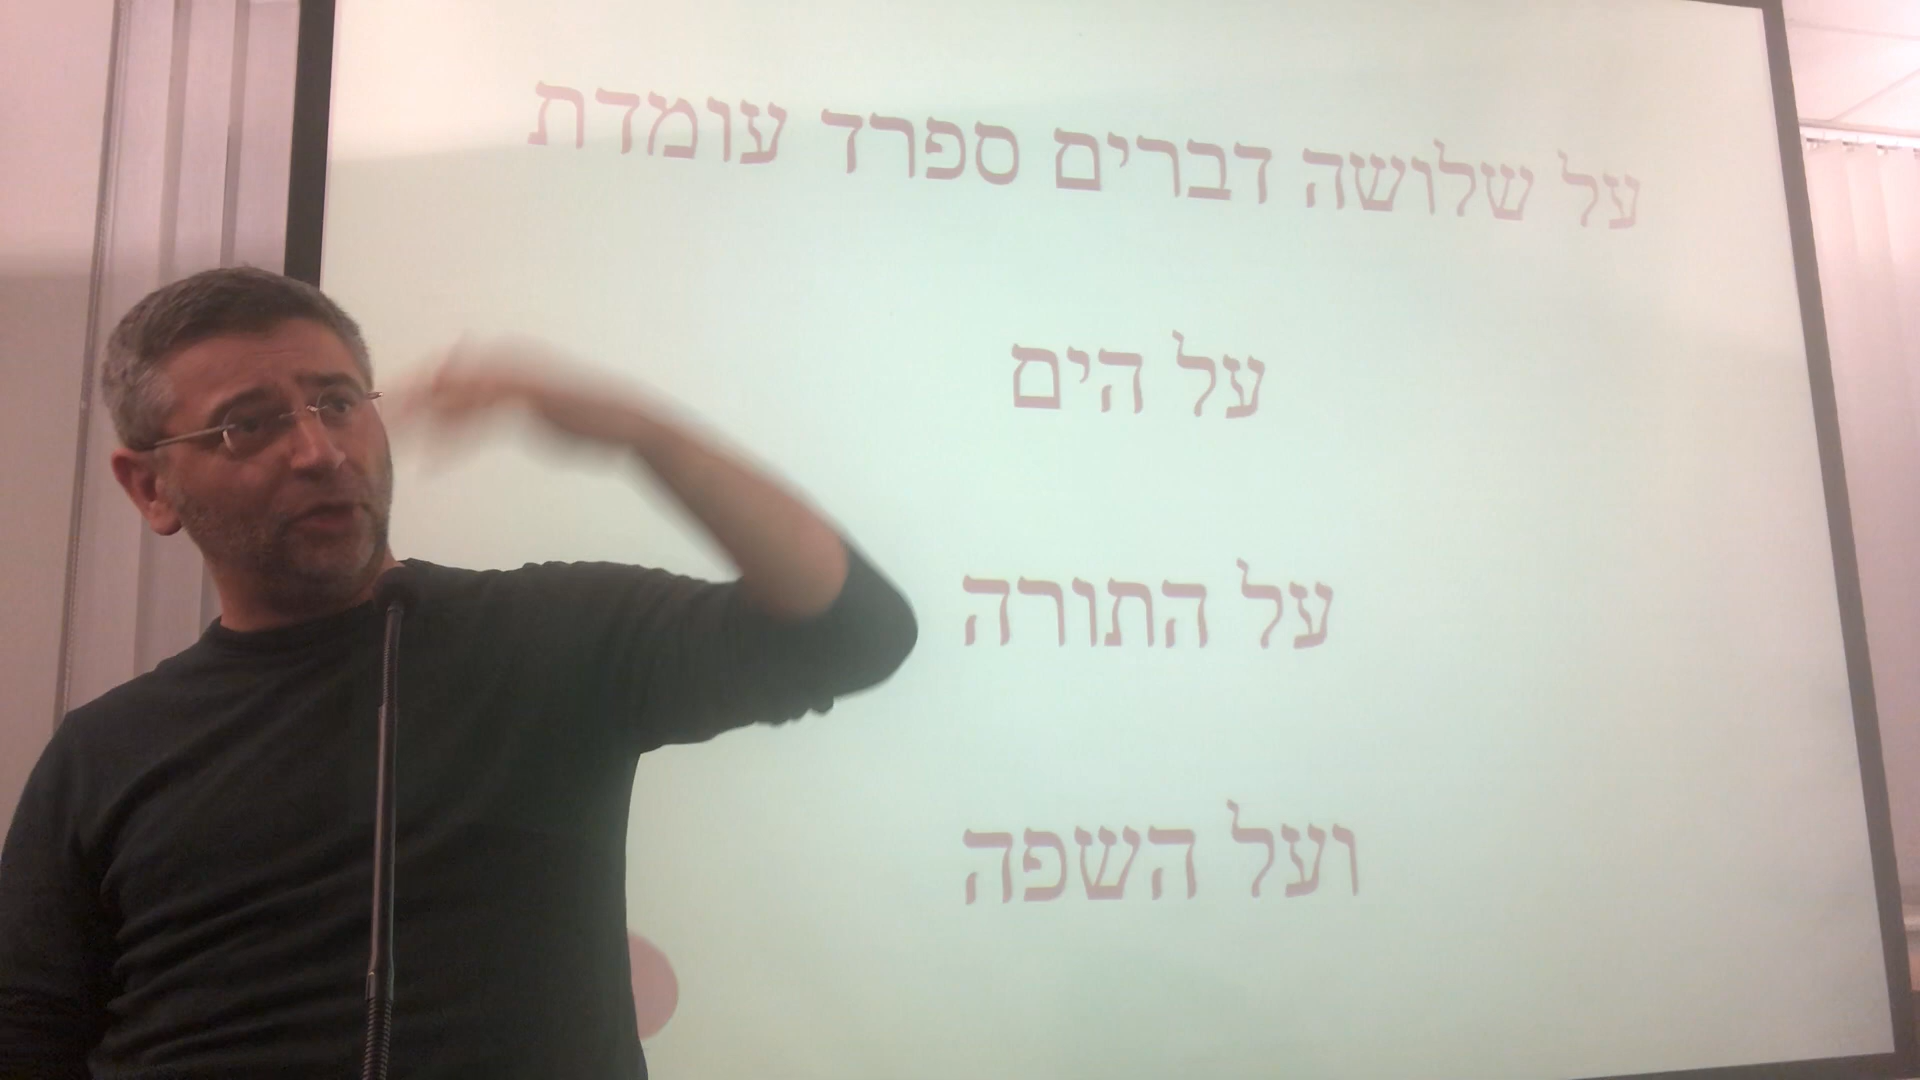 על שלושה דברים ספרד עומדת
על הים
על התורה
ועל השפה